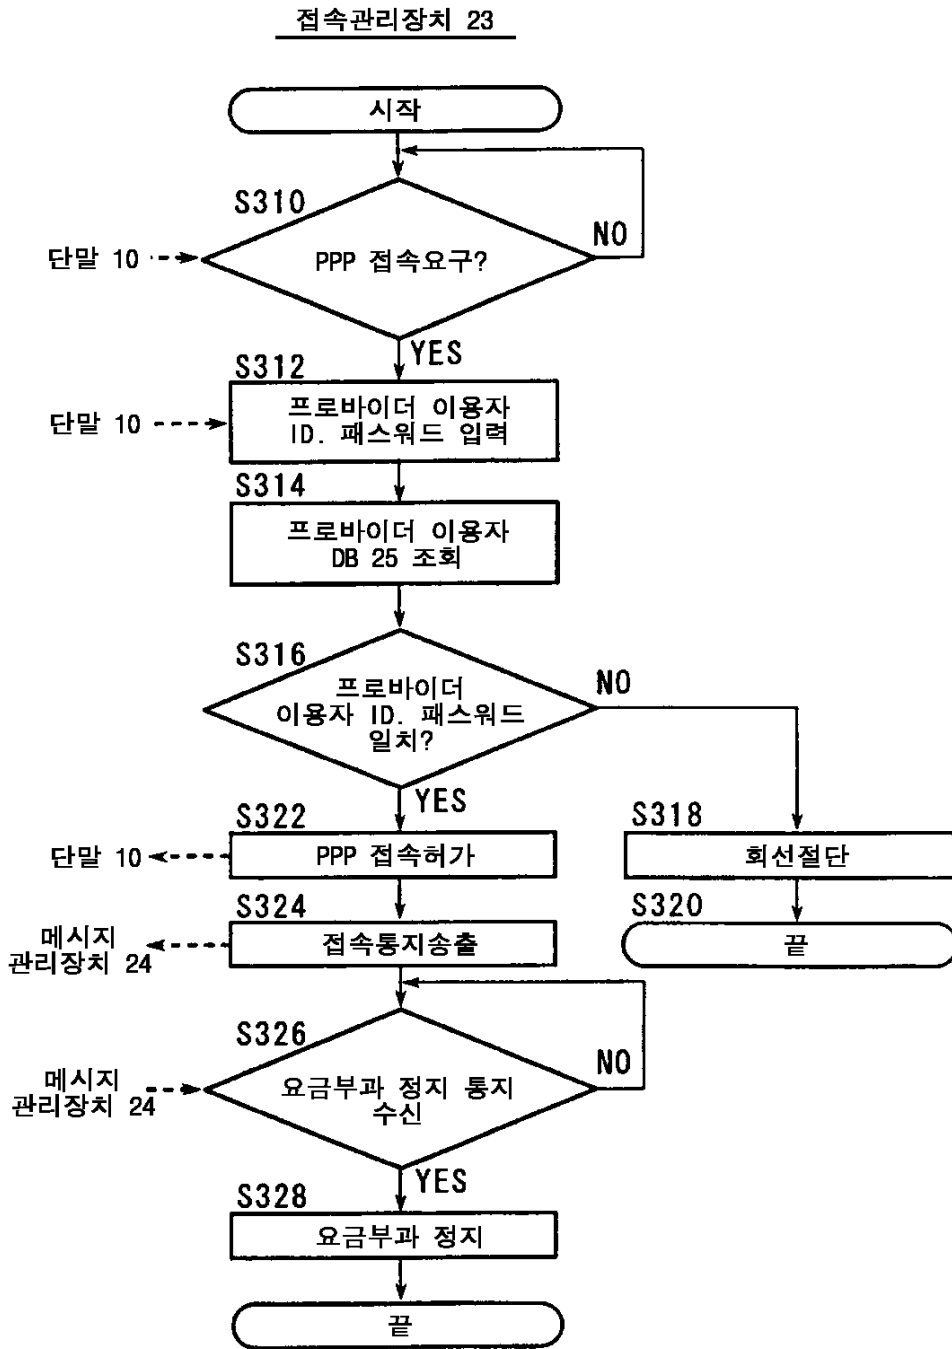 접속관리장치 23
시작
S310
NO
단말 10
PPP 접속요구?
YES
S312
단말 10
프로바이더 이용자
ID. 패스워드 입력
S314
프로바이더 이용자
DB 25 조회
S316
NO
프로바이더
이용자 ID. 패스워드
일치?
YES
S322
S318
단말 10
PPP 접속허가
회선절단
S324
S320
메시지
관리장치 24
접속통지송출
끝
S326
NO
메시지
관리장치 24
요금부과 정지 통지
수신
YES
S328
요금부과 정지
끝